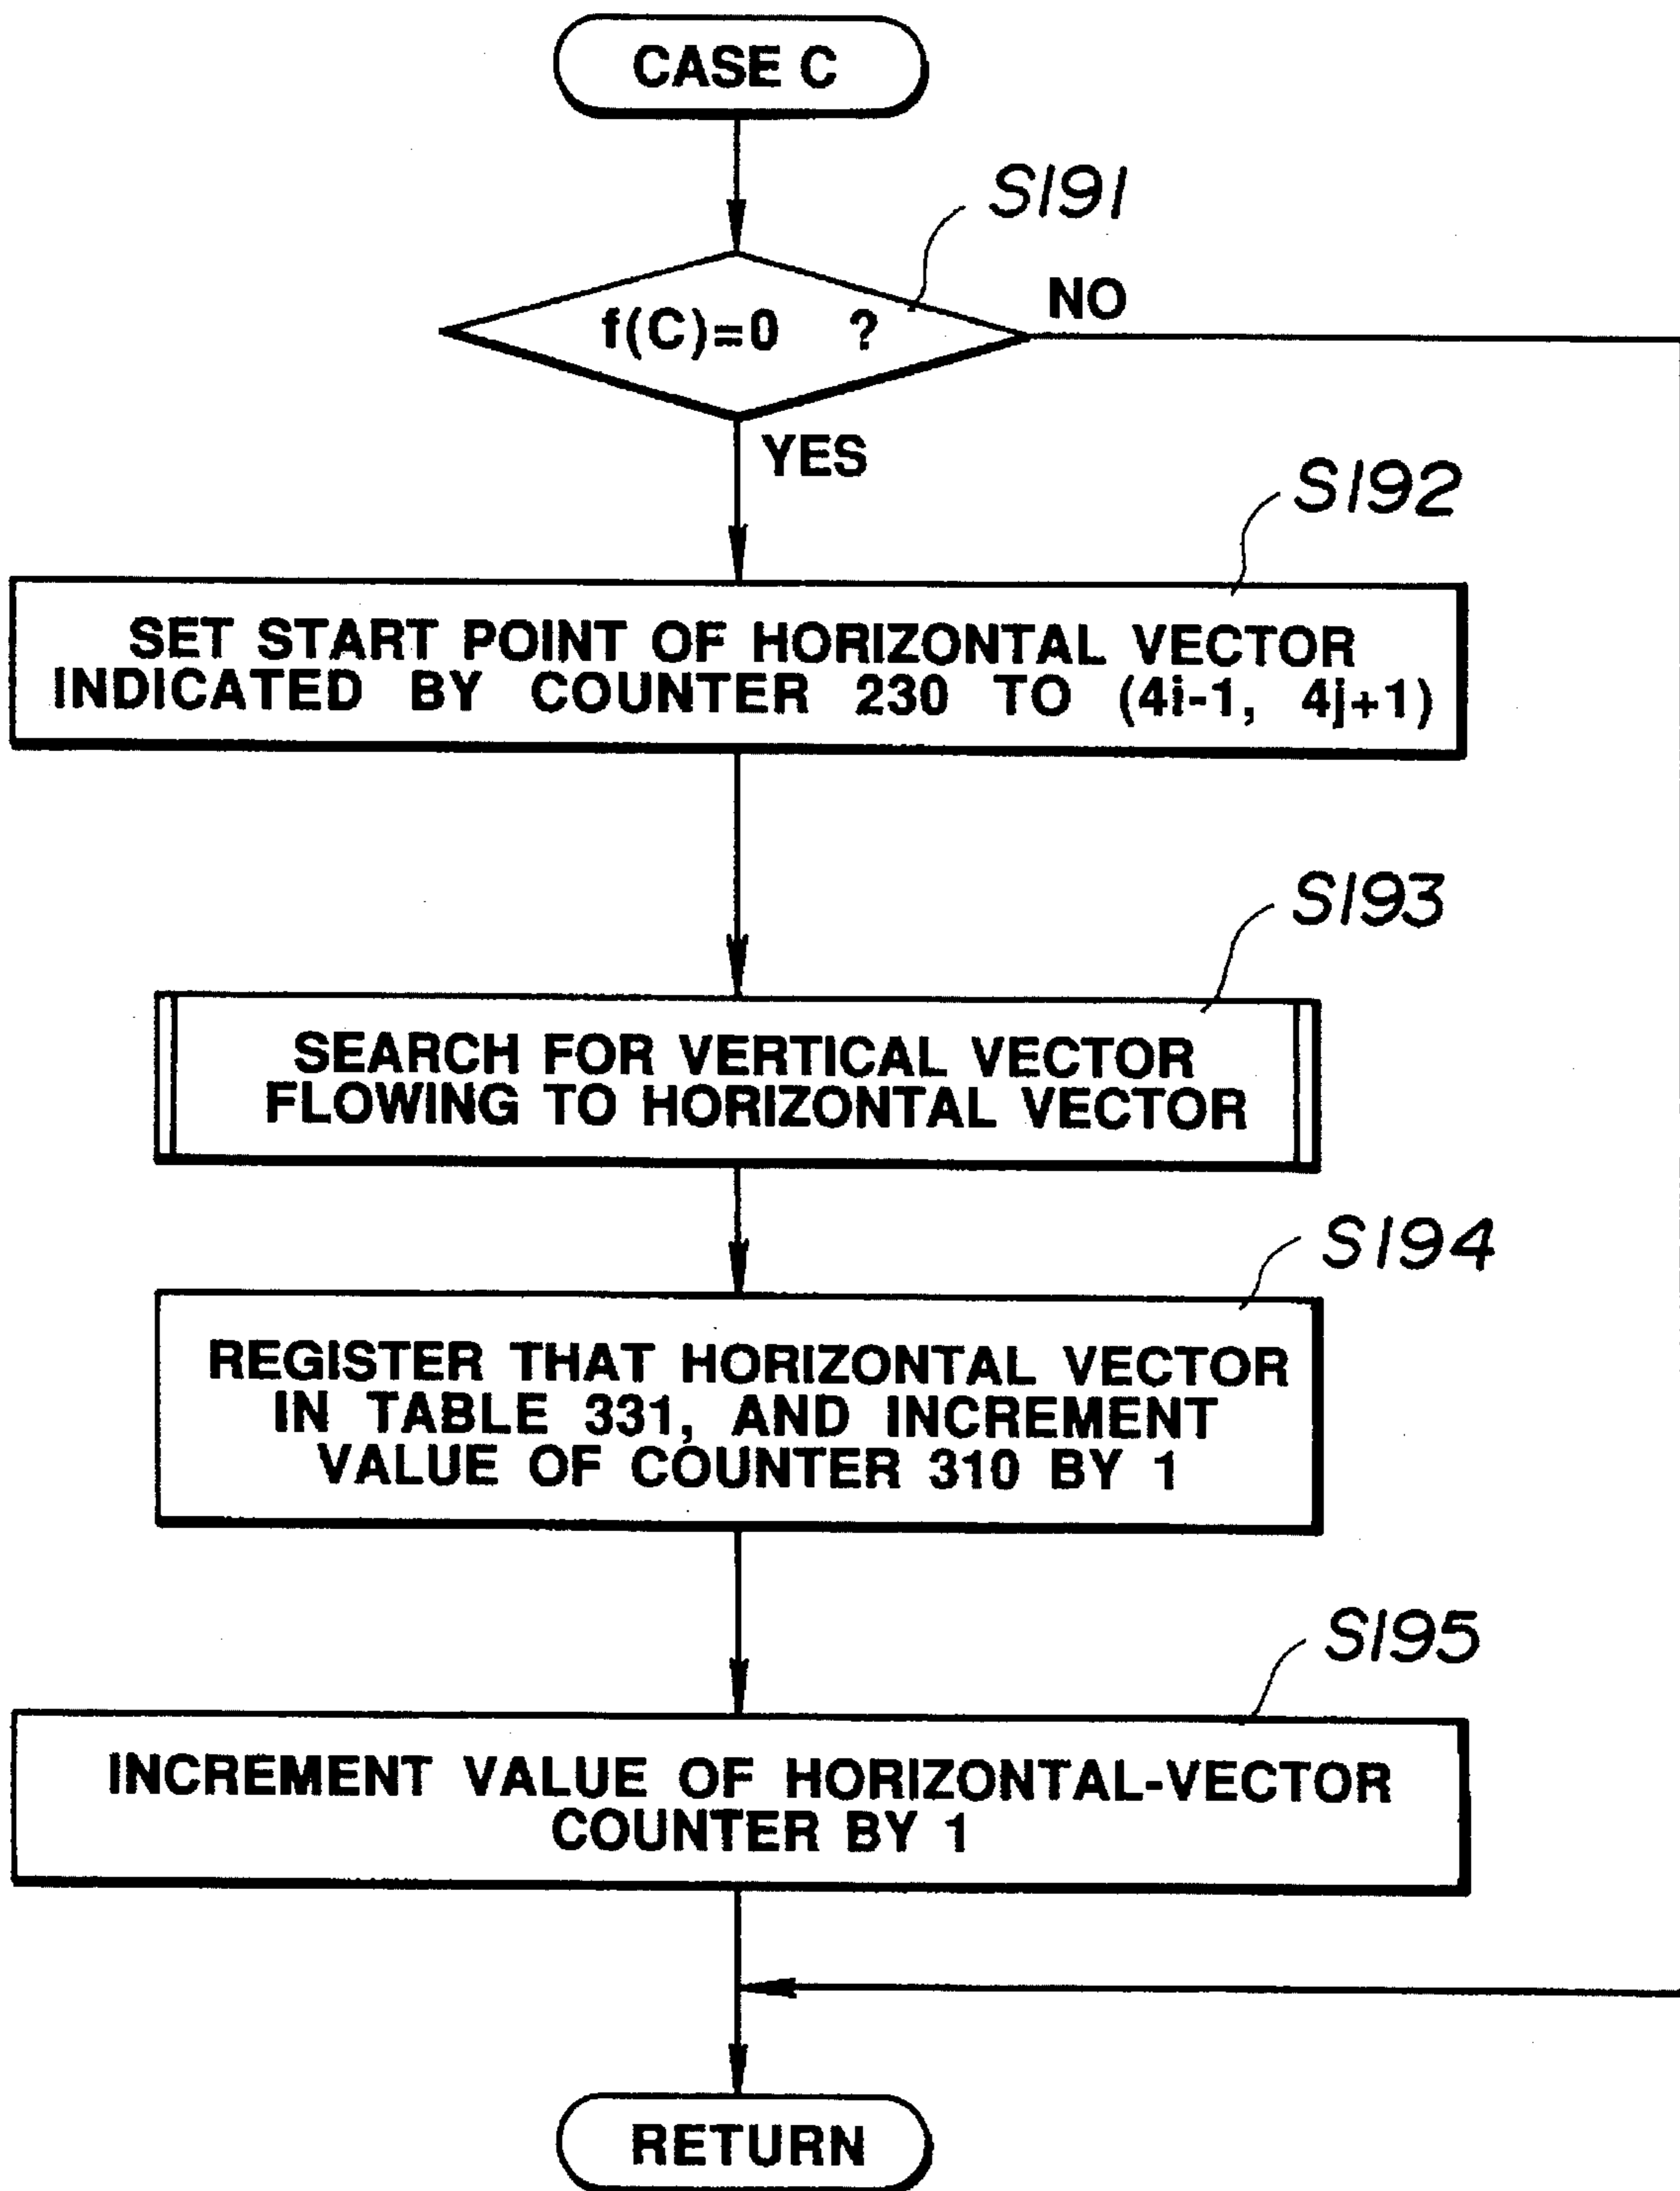 CASE C
S191
f(C)=0 ?
NO
YES
S192
SET START POINT OF HORIZONTAL VECTOR
INDICATED BY COUNTER 230 TO (4i-1, 4j+1)
S193
SEARCH FOR VERTICAL VECTOR
FLOWING TO HORIZONTAL VECTOR
S194
REGISTER THAT HORIZONTAL VECTOR
IN TABLE 331, AND INCREMENT
VALUE OF COUNTER 310 BY 1
S195
INCREMENT VALUE OF HORIZONTAL-VECTOR
COUNTER BY 1
RETURN